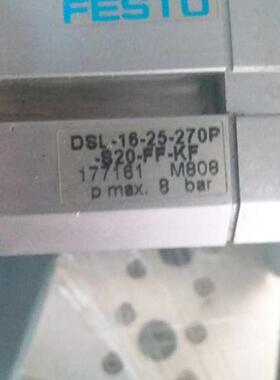 FESTO
DSL-16-25-270P
-S20-FF-KF
177161 M808
p max. 8 bar